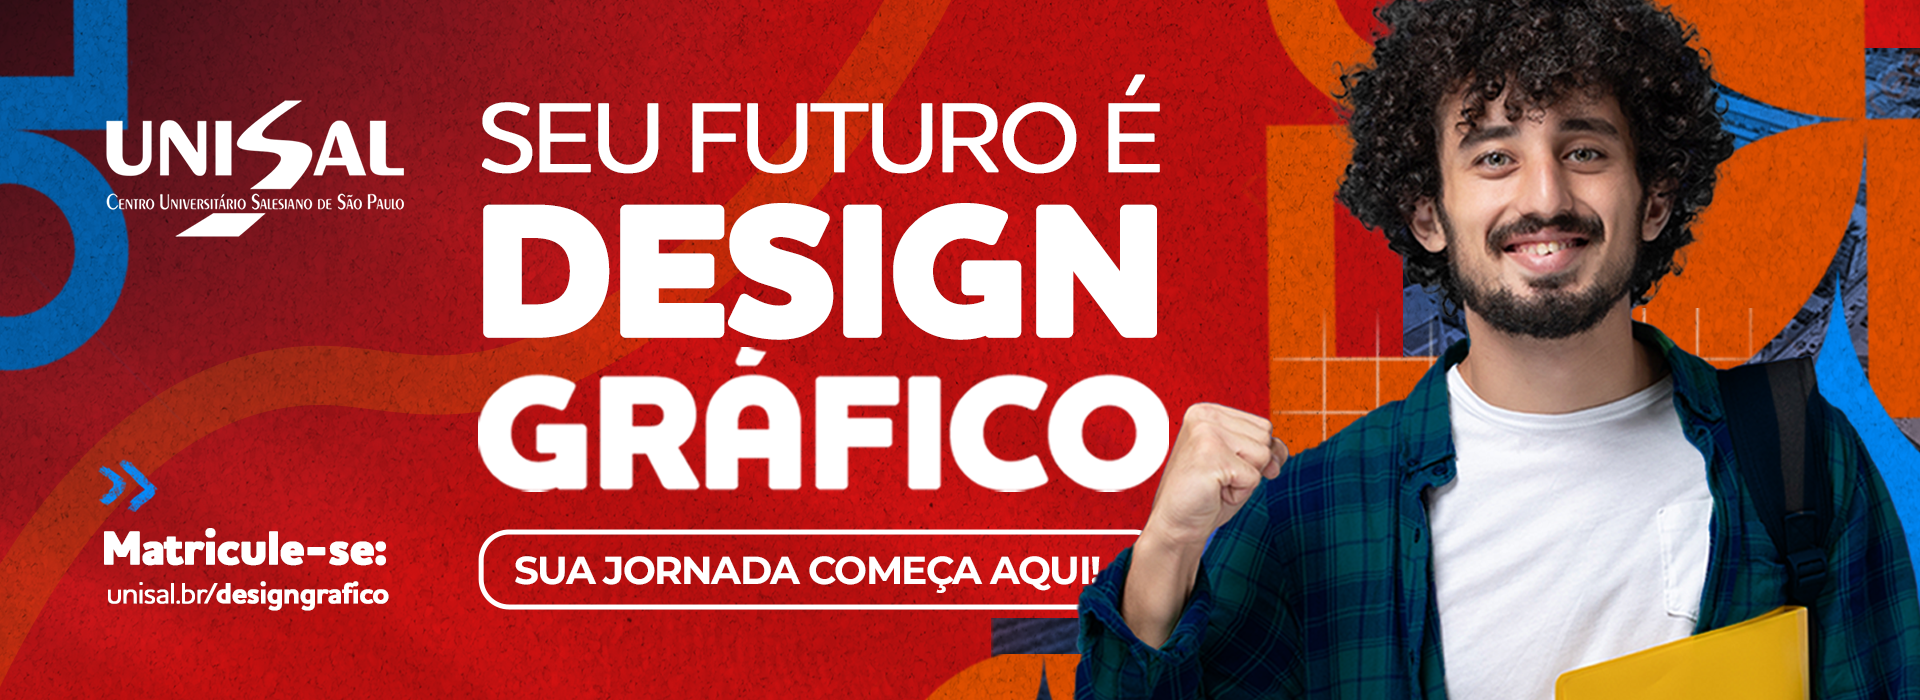 UNISAL
CENTRO UNIVERSITÁRIO SALESIANO DE SÃO PAULO
SEU FUTURO É
DESIGN
GRÁFICO
SUA JORNADA COMEÇA AQUI!
Matricule-se:
unisal.br/designgrafico